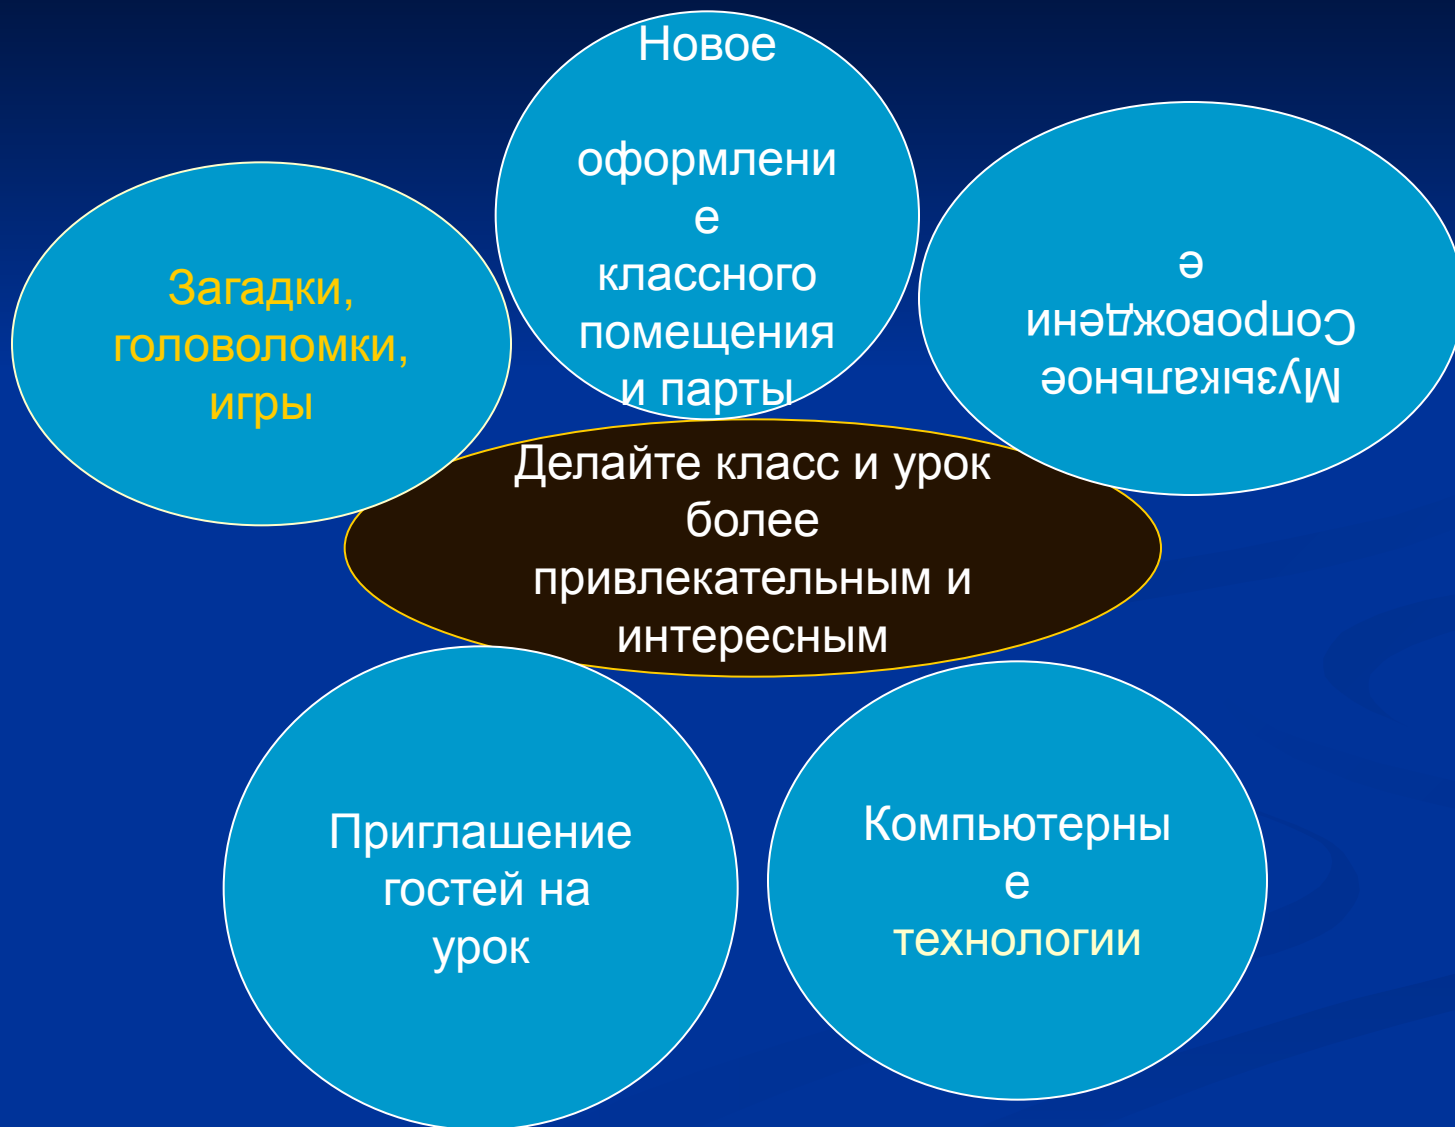 Новое
оформлени
е
классного
помещения
и парты
Загадки,
головоломки,
игры
Музыкальное
Сопровождени
е
Делайте класс и урок
более
привлекательным и
интересным
Приглашение
гостей на
урок
Компьютерны
е
технологии